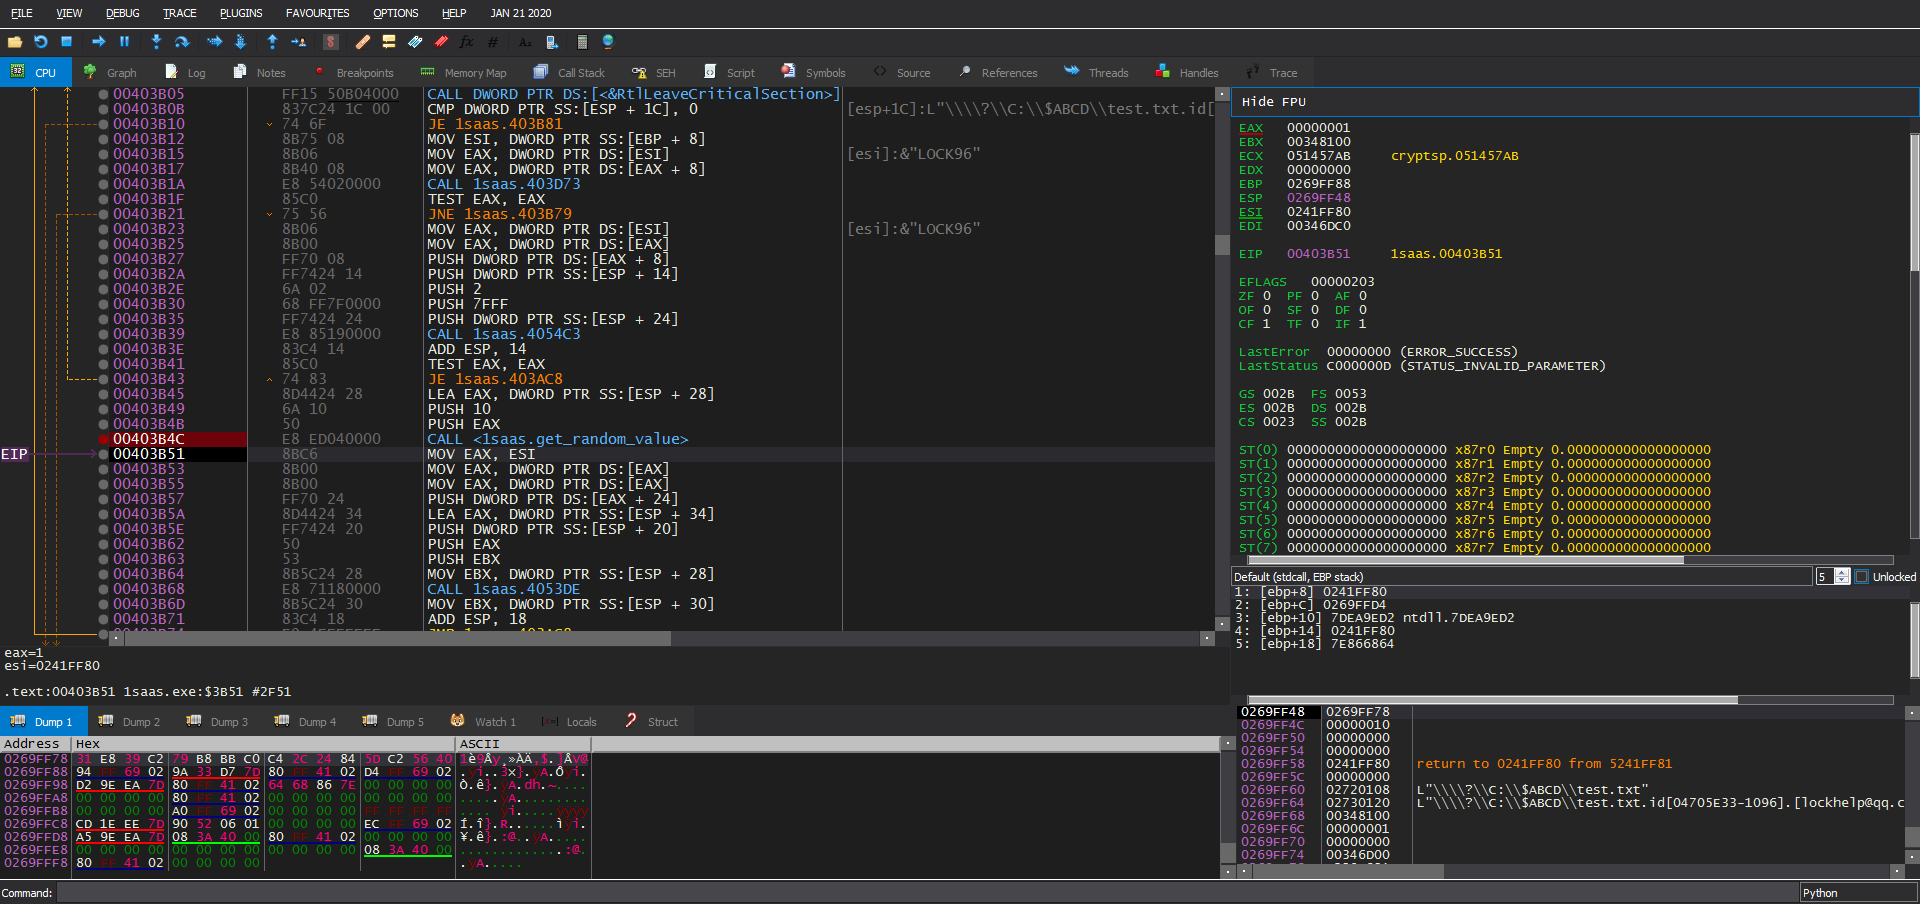 FILE VIEW DEBUG TRACE PLUGINS FAVOURITES OPTIONS HELP JAN 21 2020
CPU Graph Log Notes Breakpoints Memory Map Call Stack SEH Script Symbols Source References Threads Handles Trace
00403B05 FF15 50B04000 CALL DWORD PTR DS:[<&RtlLeaveCriticalSection>]
00403B0B 837C24 1C 00 CMP DWORD PTR SS:[ESP + 1C], 0 [esp+1C]:L"\\\\?\\C:\\$ABCD\\test.txt.id[
00403B10 74 6F JE 1saas.403B81
00403B12 8B75 08 MOV ESI, DWORD PTR SS:[EBP + 8]
00403B15 8B06 MOV EAX, DWORD PTR DS:[ESI] [esi]:&"LOCK96"
00403B17 8B40 08 MOV EAX, DWORD PTR DS:[EAX + 8]
00403B1A E8 54020000 CALL 1saas.403D73
00403B1F 85C0 TEST EAX, EAX
00403B21 75 56 JNE 1saas.403B79
00403B23 8B06 MOV EAX, DWORD PTR DS:[ESI] [esi]:&"LOCK96"
00403B25 8B00 MOV EAX, DWORD PTR DS:[EAX]
00403B27 FF70 08 PUSH DWORD PTR DS:[EAX + 8]
00403B2A FF7424 14 PUSH DWORD PTR SS:[ESP + 14]
00403B2E 6A 02 PUSH 2
00403B30 68 FF7F0000 PUSH 7FFF
00403B35 FF7424 24 PUSH DWORD PTR SS:[ESP + 24]
00403B39 E8 85190000 CALL 1saas.4054C3
00403B3E 83C4 14 ADD ESP, 14
00403B41 85C0 TEST EAX, EAX
00403B43 74 83 JE 1saas.403AC8
00403B45 8D4424 28 LEA EAX, DWORD PTR SS:[ESP + 28]
00403B49 6A 10 PUSH 10
00403B4B 50 PUSH EAX
00403B4C E8 ED040000 CALL <1saas.get_random_value>
EIP 00403B51 8BC6 MOV EAX, ESI
00403B53 8B00 MOV EAX, DWORD PTR DS:[EAX]
00403B55 8B00 MOV EAX, DWORD PTR DS:[EAX]
00403B57 FF70 24 PUSH DWORD PTR DS:[EAX + 24]
00403B5A 8D4424 34 LEA EAX, DWORD PTR SS:[ESP + 34]
00403B5E FF7424 20 PUSH DWORD PTR SS:[ESP + 20]
00403B62 50 PUSH EAX
00403B63 53 PUSH EBX
00403B64 8B5C24 28 MOV EBX, DWORD PTR SS:[ESP + 28]
00403B68 E8 71180000 CALL 1saas.4053DE
00403B6D 8B5C24 30 MOV EBX, DWORD PTR SS:[ESP + 30]
00403B71 83C4 18 ADD ESP, 18
eax=1
esi=0241FF80
.text:00403B51 1saas.exe:$3B51 #2F51
Hide FPU
EAX 00000001
EBX 00348100
ECX 051457AB cryptsp.051457AB
EDX 00000000
EBP 0269FF88
ESP 0269FF48
ESI 0241FF80
EDI 00346DC0
EIP 00403B51 1saas.00403B51
EFLAGS 00000203
ZF 0 PF 0 AF 0
OF 0 SF 0 DF 0
CF 1 TF 0 IF 1
LastError 00000000 (ERROR_SUCCESS)
LastStatus C000000D (STATUS_INVALID_PARAMETER)
GS 002B FS 0053
ES 002B DS 002B
CS 0023 SS 002B
ST(0) 00000000000000000000 x87r0 Empty 0.000000000000000000
ST(1) 00000000000000000000 x87r1 Empty 0.000000000000000000
ST(2) 00000000000000000000 x87r2 Empty 0.000000000000000000
ST(3) 00000000000000000000 x87r3 Empty 0.000000000000000000
ST(4) 00000000000000000000 x87r4 Empty 0.000000000000000000
ST(5) 00000000000000000000 x87r5 Empty 0.000000000000000000
ST(6) 00000000000000000000 x87r6 Empty 0.000000000000000000
ST(7) 00000000000000000000 x87r7 Empty 0.000000000000000000
Default (stdcall, EBP stack) 5 Unlocked
1: [ebp+8] 0241FF80
2: [ebp+C] 0269FFD4
3: [ebp+10] 7DEA9ED2 ntdll.7DEA9ED2
4: [ebp+14] 0241FF80
5: [ebp+18] 7E866864
Dump 1 Dump 2 Dump 3 Dump 4 Dump 5 Watch 1 Locals Struct
Address Hex ASCII
0269FF78 31 E8 39 C2 79 B8 BB C0 C4 2C 24 84 5D C2 56 40
0269FF88 94 FF 69 02 9A 33 D7 7D 80 FF 41 02 D4 FF 69 02
0269FF98 D2 9E EA 7D 80 FF 41 02 64 68 86 7E 00 00 00 00
0269FFA8 00 00 00 00 80 FF 41 02 00 00 00 00 00 00 00 00
0269FFB8 00 00 00 00 A0 FF 69 02 00 00 00 00 FF FF FF FF
0269FFC8 CD 1E EE 7D 90 52 06 01 00 00 00 00 EC FF 69 02
0269FFD8 A5 9E EA 7D 08 3A 40 00 80 FF 41 02 00 00 00 00
0269FFE8 00 00 00 00 00 00 00 00 00 00 00 00 08 3A 40 00
0269FFF8 80 FF 41 02 00 00 00 00
0269FF48 0269FF78
0269FF4C 00000010
0269FF50 00000000
0269FF54 00000000
0269FF58 0241FF80 return to 0241FF80 from 5241FF81
0269FF5C 00000000
0269FF60 02720108 L"\\\\?\\C:\\$ABCD\\test.txt"
0269FF64 02730120 L"\\\\?\\C:\\$ABCD\\test.txt.id[04705E33-1096].[lockhelp@qq.c
0269FF68 00348100
0269FF6C 00000001
0269FF70 00000000
0269FF74 00346D00
Command: Python